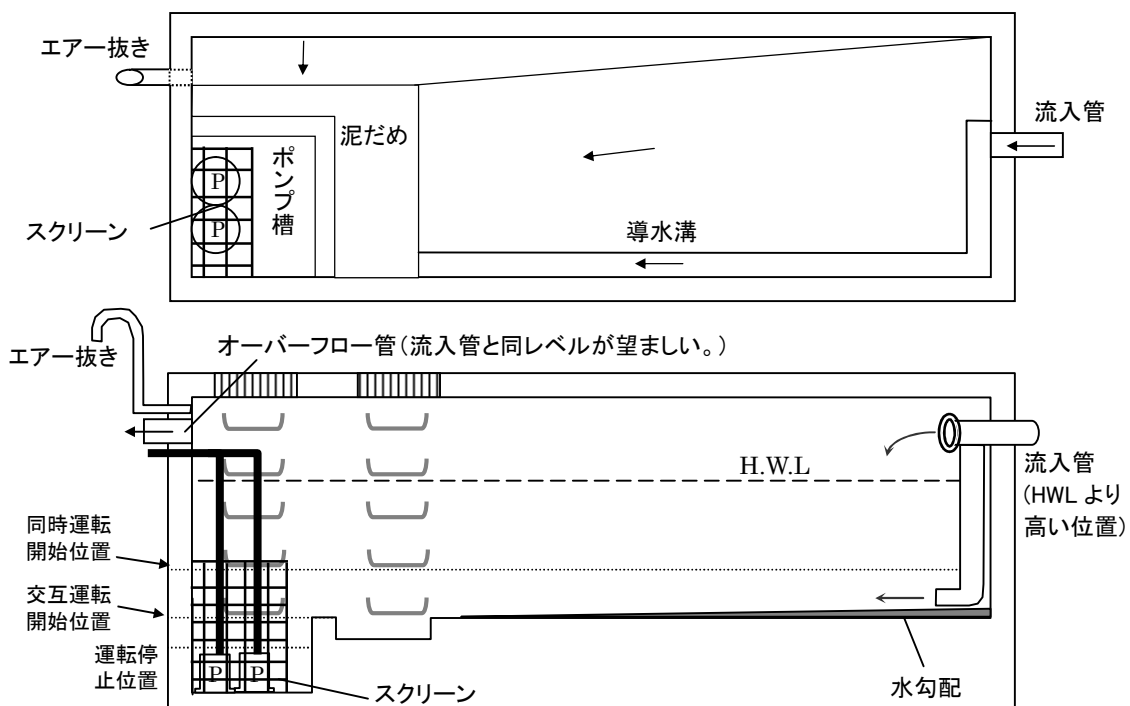 エアー抜き
流入管
泥だめ
ポンプ槽
P
P
スクリーン
導水溝
エアー抜き
オーバーフロー管(流入管と同レベルが望ましい。)
H.W.L
流入管
(HWL より
高い位置)
同時運転
開始位置
交互運転
開始位置
運転停
止位置
P
P
スクリーン
水勾配